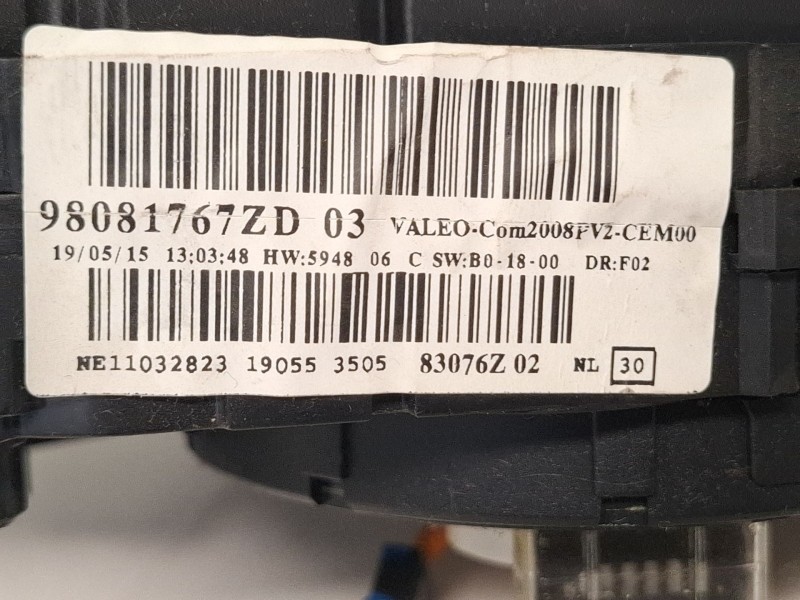 98081767ZD 03 VALEO-Com2008PV2-CEM00
19/05/15 13:03:48 HW:5948 06 C SW:B0-18-00 DR:F02
NE11032823 19055 3505 83076Z 02 NL 30